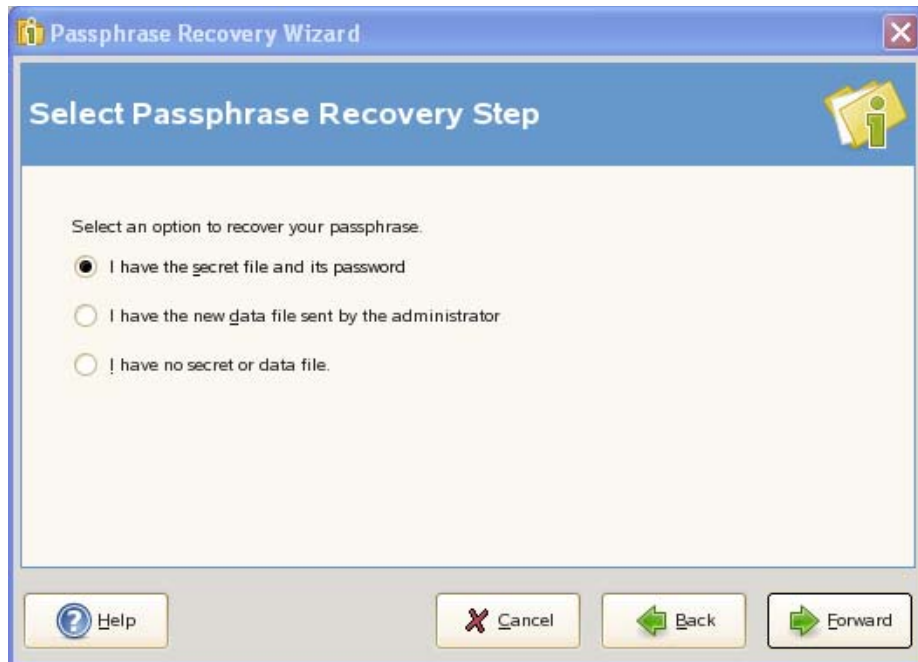 Passphrase Recovery Wizard
Select Passphrase Recovery Step
Select an option to recover your passphrase.
I have the secret file and its password
I have the new data file sent by the administrator
I have no secret or data file.
Help
Cancel
Back
Forward